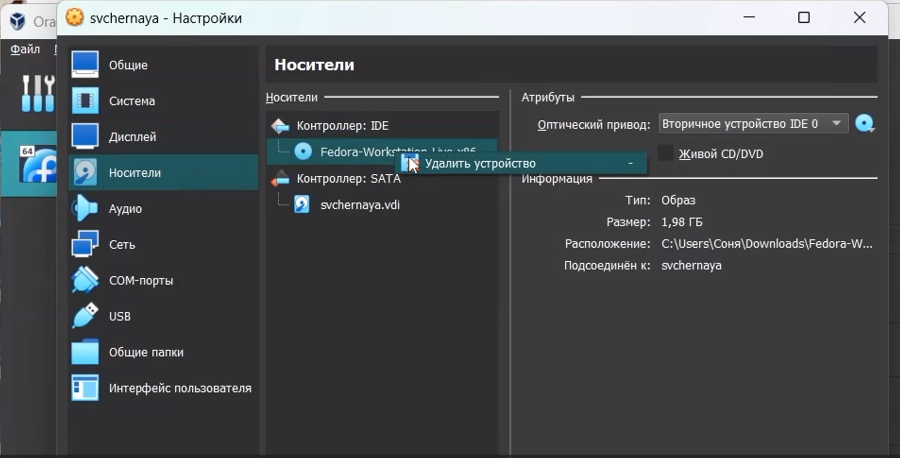 Ora
svchernaya - Настройки
Файл
64
Общие
Система
Дисплей
Носители
Аудио
Сеть
COM-порты
USB
Общие папки
Интерфейс пользователя
Носители
Носители
Контроллер: IDE
Fedora-Workstation-Live-x86
Удалить устройство -
Контроллер: SATA
svchernaya.vdi
Атрибуты
Оптический привод: Вторичное устройство IDE 0
Живой CD/DVD
Информация
Тип: Образ
Размер: 1,98 ГБ
Расположение: C:\Users\Соня\Downloads\Fedora-W...
Подсоединён к: svchernaya